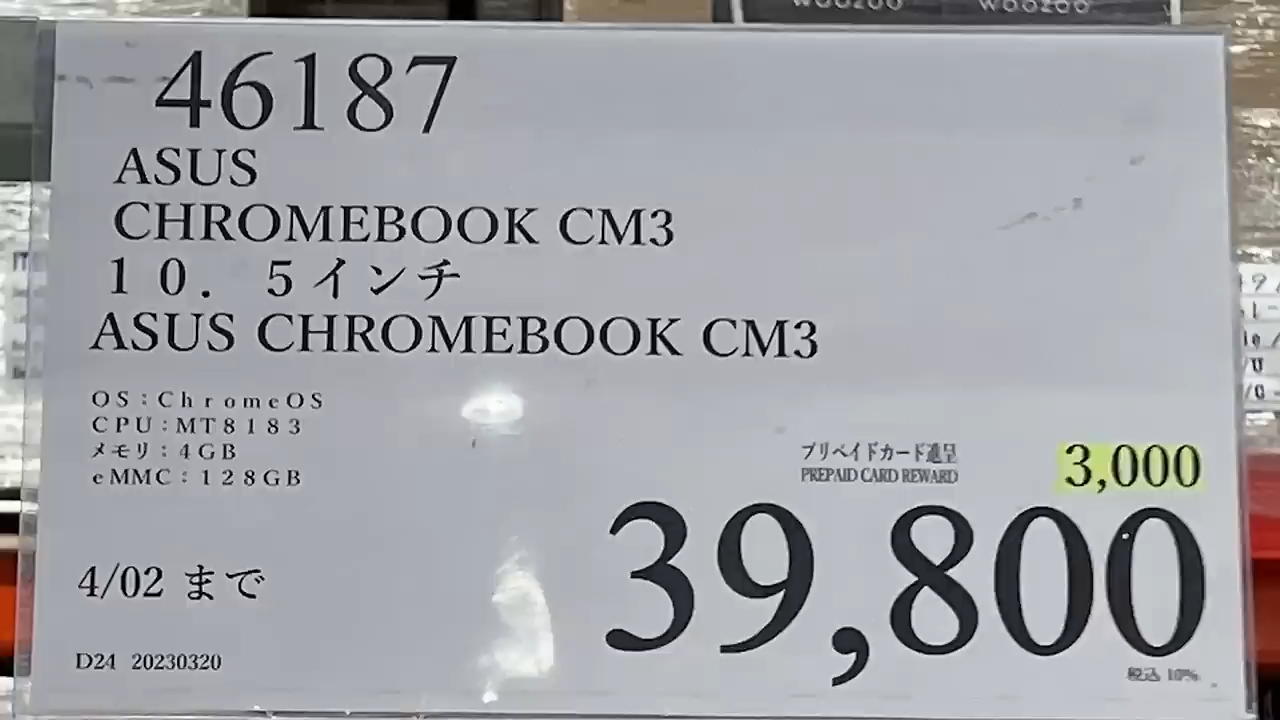 WOOZOO WOOZOO
46187
ASUS
CHROMEBOOK CM3
10．5インチ
ASUS CHROMEBOOK CM3
OS：ChromeOS
CPU：MT8183
メモリ：4GB
eMMC：128GB
プリペイドカード進呈
PREPAID CARD REWARD
3,000
39,800
税込 10%
4/02 まで
D24 20230320